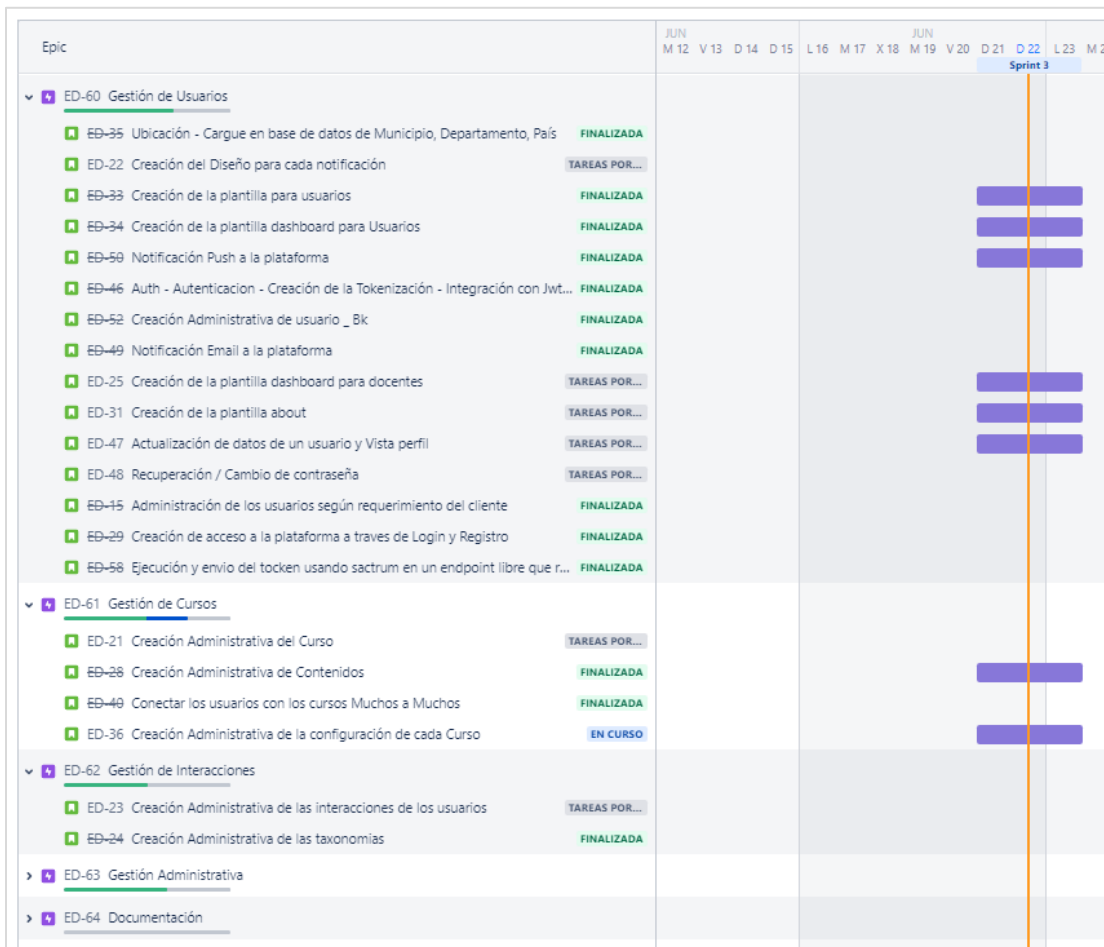 Epic
JUN JUN
M 12 V 13 D 14 D 15 L 16 M 17 X 18 M 19 V 20 D 21 D 22 L 23 M 2
Sprint 3
ED-60 Gestión de Usuarios
ED-35 Ubicación - Cargue en base de datos de Municipio, Departamento, País FINALIZADA
ED-22 Creación del Diseño para cada notificación TAREAS POR...
ED-33 Creación de la plantilla para usuarios FINALIZADA
ED-34 Creación de la plantilla dashboard para Usuarios FINALIZADA
ED-50 Notificación Push a la plataforma FINALIZADA
ED-46 Auth - Autenticacion - Creación de la Tokenización - Integración con Jwt... FINALIZADA
ED-52 Creación Administrativa de usuario _ Bk FINALIZADA
ED-49 Notificación Email a la plataforma FINALIZADA
ED-25 Creación de la plantilla dashboard para docentes TAREAS POR...
ED-31 Creación de la plantilla about TAREAS POR...
ED-47 Actualización de datos de un usuario y Vista perfil TAREAS POR...
ED-48 Recuperación / Cambio de contraseña TAREAS POR...
ED-15 Administración de los usuarios según requerimiento del cliente FINALIZADA
ED-29 Creación de acceso a la plataforma a traves de Login y Registro FINALIZADA
ED-58 Ejecución y envio del tocken usando sactrum en un endpoint libre que r... FINALIZADA
ED-61 Gestión de Cursos
ED-21 Creación Administrativa del Curso TAREAS POR...
ED-28 Creación Administrativa de Contenidos FINALIZADA
ED-40 Conectar los usuarios con los cursos Muchos a Muchos FINALIZADA
ED-36 Creación Administrativa de la configuración de cada Curso EN CURSO
ED-62 Gestión de Interacciones
ED-23 Creación Administrativa de las interacciones de los usuarios TAREAS POR...
ED-24 Creación Administrativa de las taxonomias FINALIZADA
ED-63 Gestión Administrativa
ED-64 Documentación